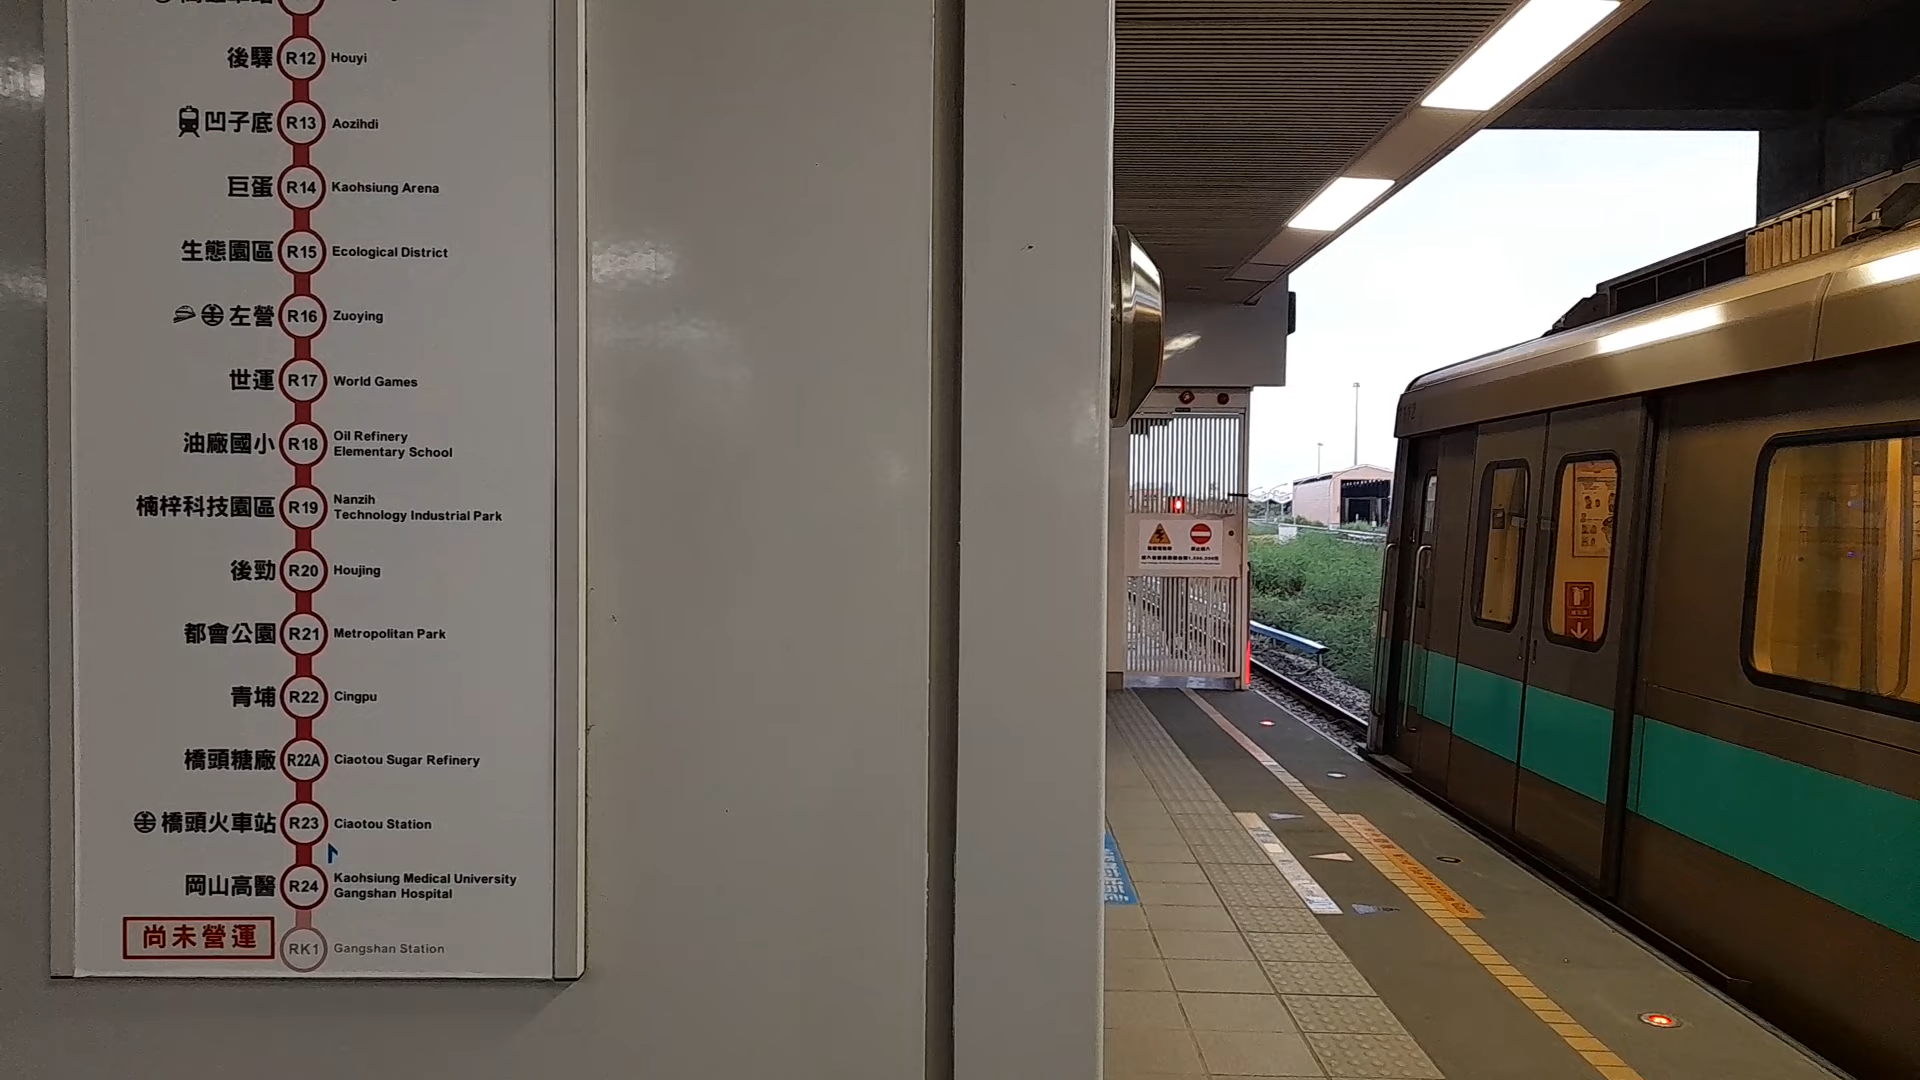 後驛 R12 Houyi
凹子底 R13 Aozihdi
巨蛋 R14 Kaohsiung Arena
生態園區 R15 Ecological District
左營 R16 Zuoying
世運 R17 World Games
油廠國小 R18 Oil Refinery
Elementary School
楠梓科技園區 R19 Nanzih
Technology Industrial Park
後勁 R20 Houjing
都會公園 R21 Metropolitan Park
青埔 R22 Cingpu
橋頭糖廠 R22A Ciaotou Sugar Refinery
橋頭火車站 R23 Ciaotou Station
岡山高醫 R24 Kaohsiung Medical University
Gangshan Hospital
尚未營運 RK1 Gangshan Station